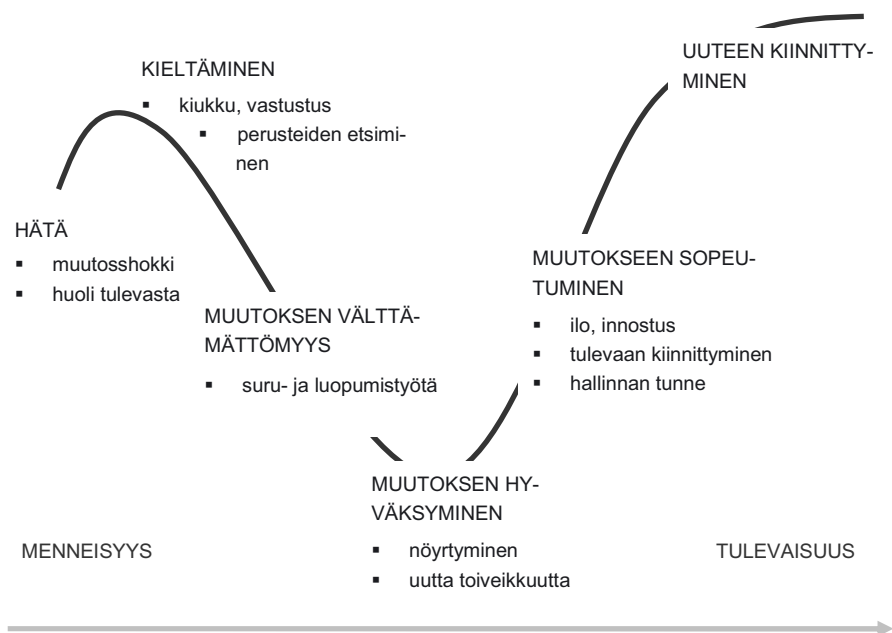 UUTEEN KIINNITTY-
MINEN
KIELTÄMINEN
▪ kiukku, vastustus
▪ perusteiden etsimi-
nen
HÄTÄ
▪ muutosshokki
▪ huoli tulevasta
MUUTOKSEEN SOPEU-
TUMINEN
▪ ilo, innostus
▪ tulevaan kiinnittyminen
▪ hallinnan tunne
MUUTOKSEN VÄLTTÄ-
MÄTTÖMYYS
▪ suru- ja luopumistyötä
MUUTOKSEN HY-
VÄKSYMINEN
▪ nöyrtyminen
▪ uutta toiveikkuutta
MENNEISYYS
TULEVAISUUS